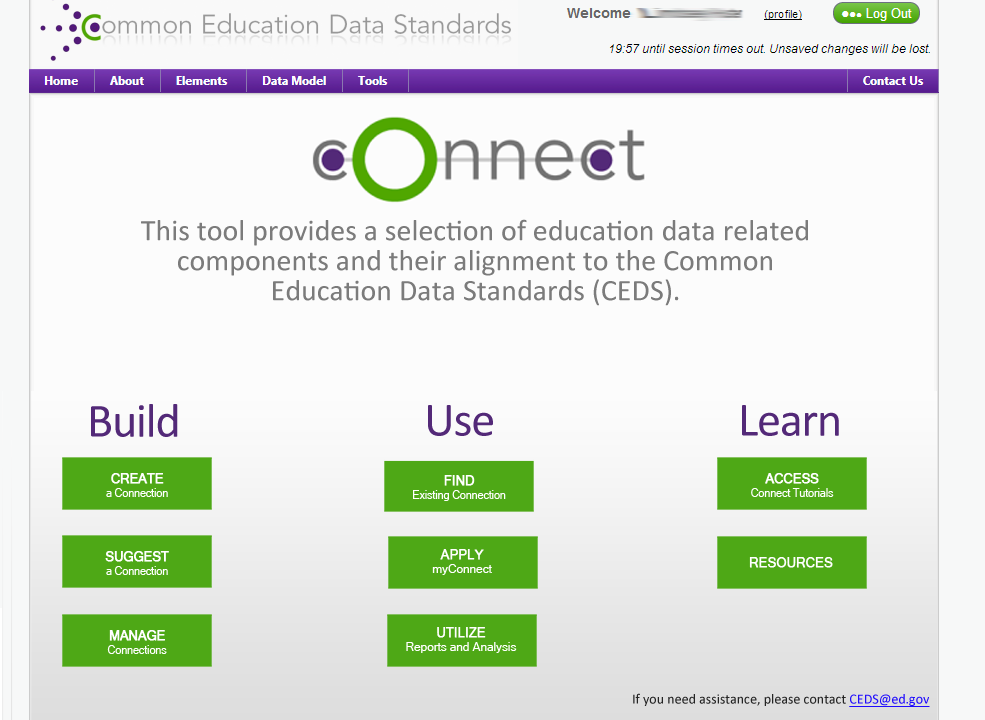 Common Education Data Standards
Welcome
(profile)
Log Out
19:57 until session times out. Unsaved changes will be lost.
Home About Elements Data Model Tools Contact Us
cOnnect
This tool provides a selection of education data related
components and their alignment to the Common
Education Data Standards (CEDS).
Build
CREATE
a Connection
SUGGEST
a Connection
MANAGE
Connections
Use
FIND
Existing Connection
APPLY
myConnect
UTILIZE
Reports and Analysis
Learn
ACCESS
Connect Tutorials
RESOURCES
If you need assistance, please contact CEDS@ed.gov